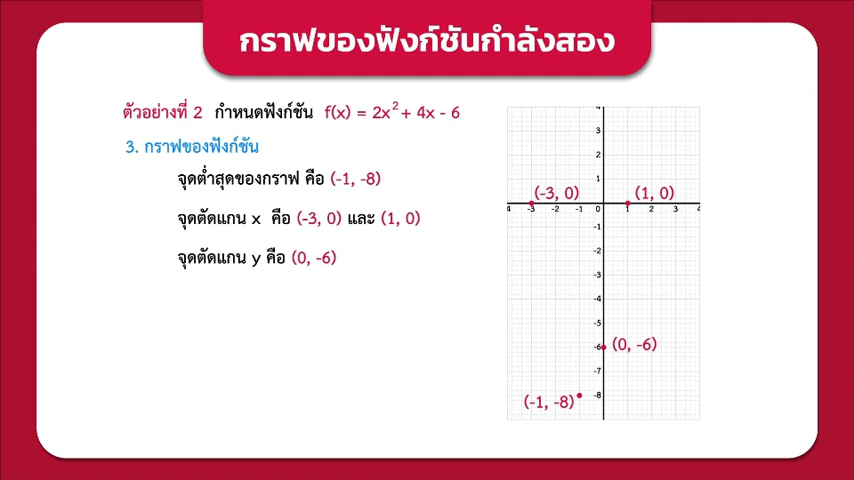 กราฟของฟังก์ชันกำลังสอง
ตัวอย่างที่ 2 กำหนดฟังก์ชัน f(x) = 2x² + 4x - 6
3. กราฟของฟังก์ชัน
จุดต่ำสุดของกราฟ คือ (-1, -8)
จุดตัดแกน x คือ (-3, 0) และ (1, 0)
จุดตัดแกน y คือ (0, -6)
4
3
2
1
(-3, 0) (1, 0)
4 -3 -2 -1 0 1 2 3 4
-1
-2
-3
-4
-5
-6 (0, -6)
-7
-8
(-1, -8)